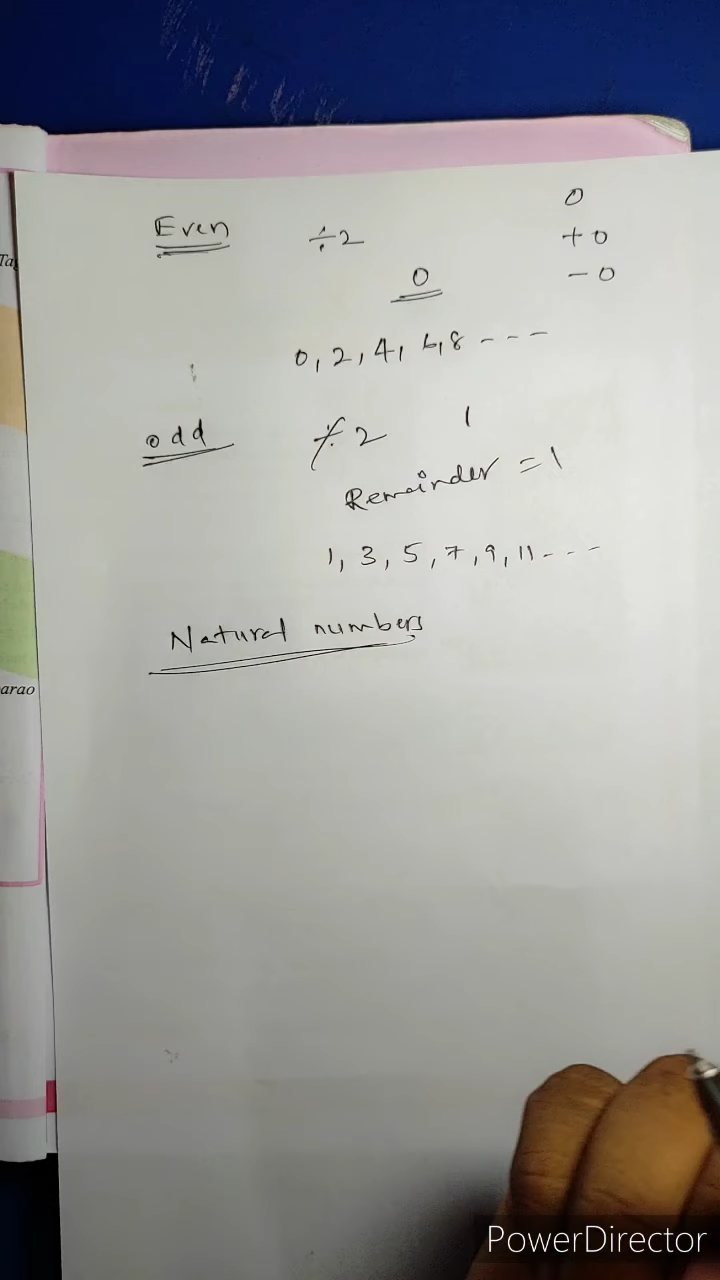 Even ÷2 0
+0
-0
0
0, 2, 4, 6, 8 - - -
odd ÷2 1
Remainder = 1
1, 3, 5, 7, 9, 11 - - -
Natural numbers
arao
PowerDirector